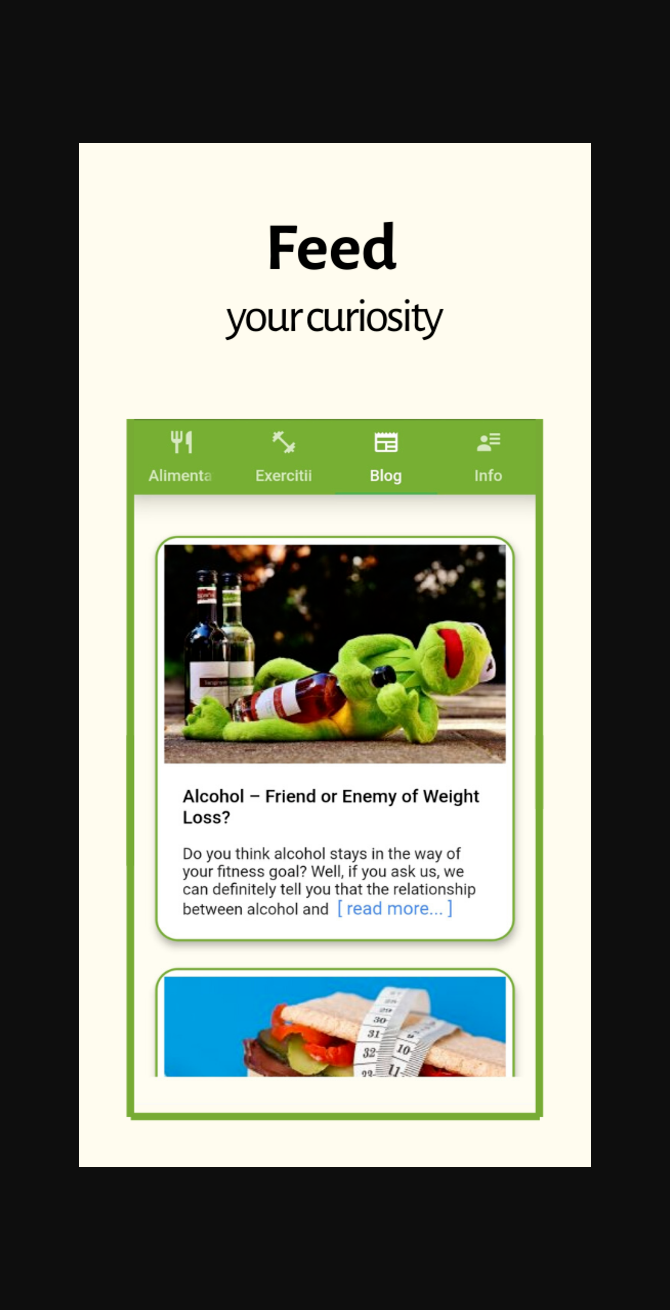 Feed
your curiosity
Alimenta
Exercitii
Blog
Info
Alcohol – Friend or Enemy of Weight
Loss?
Do you think alcohol stays in the way of
your fitness goal? Well, if you ask us, we
can definitely tell you that the relationship
between alcohol and [ read more... ]
30
31
32
10
11